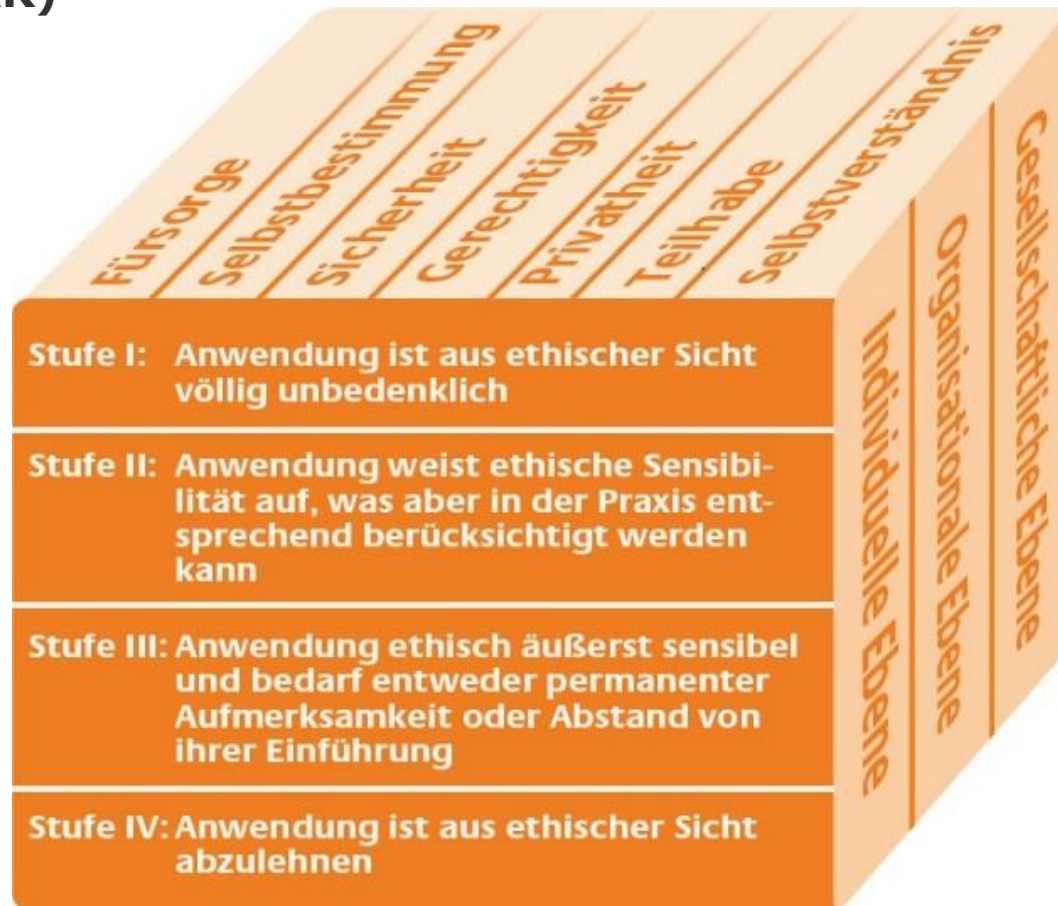 Fürsorge
Selbstbestimmung
Sicherheit
Gerechtigkeit
Privatheit
Teilhabe
Selbstverständnis
Stufe I: Anwendung ist aus ethischer Sicht
völlig unbedenklich
Stufe II: Anwendung weist ethische Sensibi-
lität auf, was aber in der Praxis ent-
sprechend berücksichtigt werden
kann
Stufe III: Anwendung ethisch äußerst sensibel
und bedarf entweder permanenter
Aufmerksamkeit oder Abstand von
ihrer Einführung
Stufe IV: Anwendung ist aus ethischer Sicht
abzulehnen
Individuelle Ebene
Organisationale Ebene
Gesellschaftliche Ebene